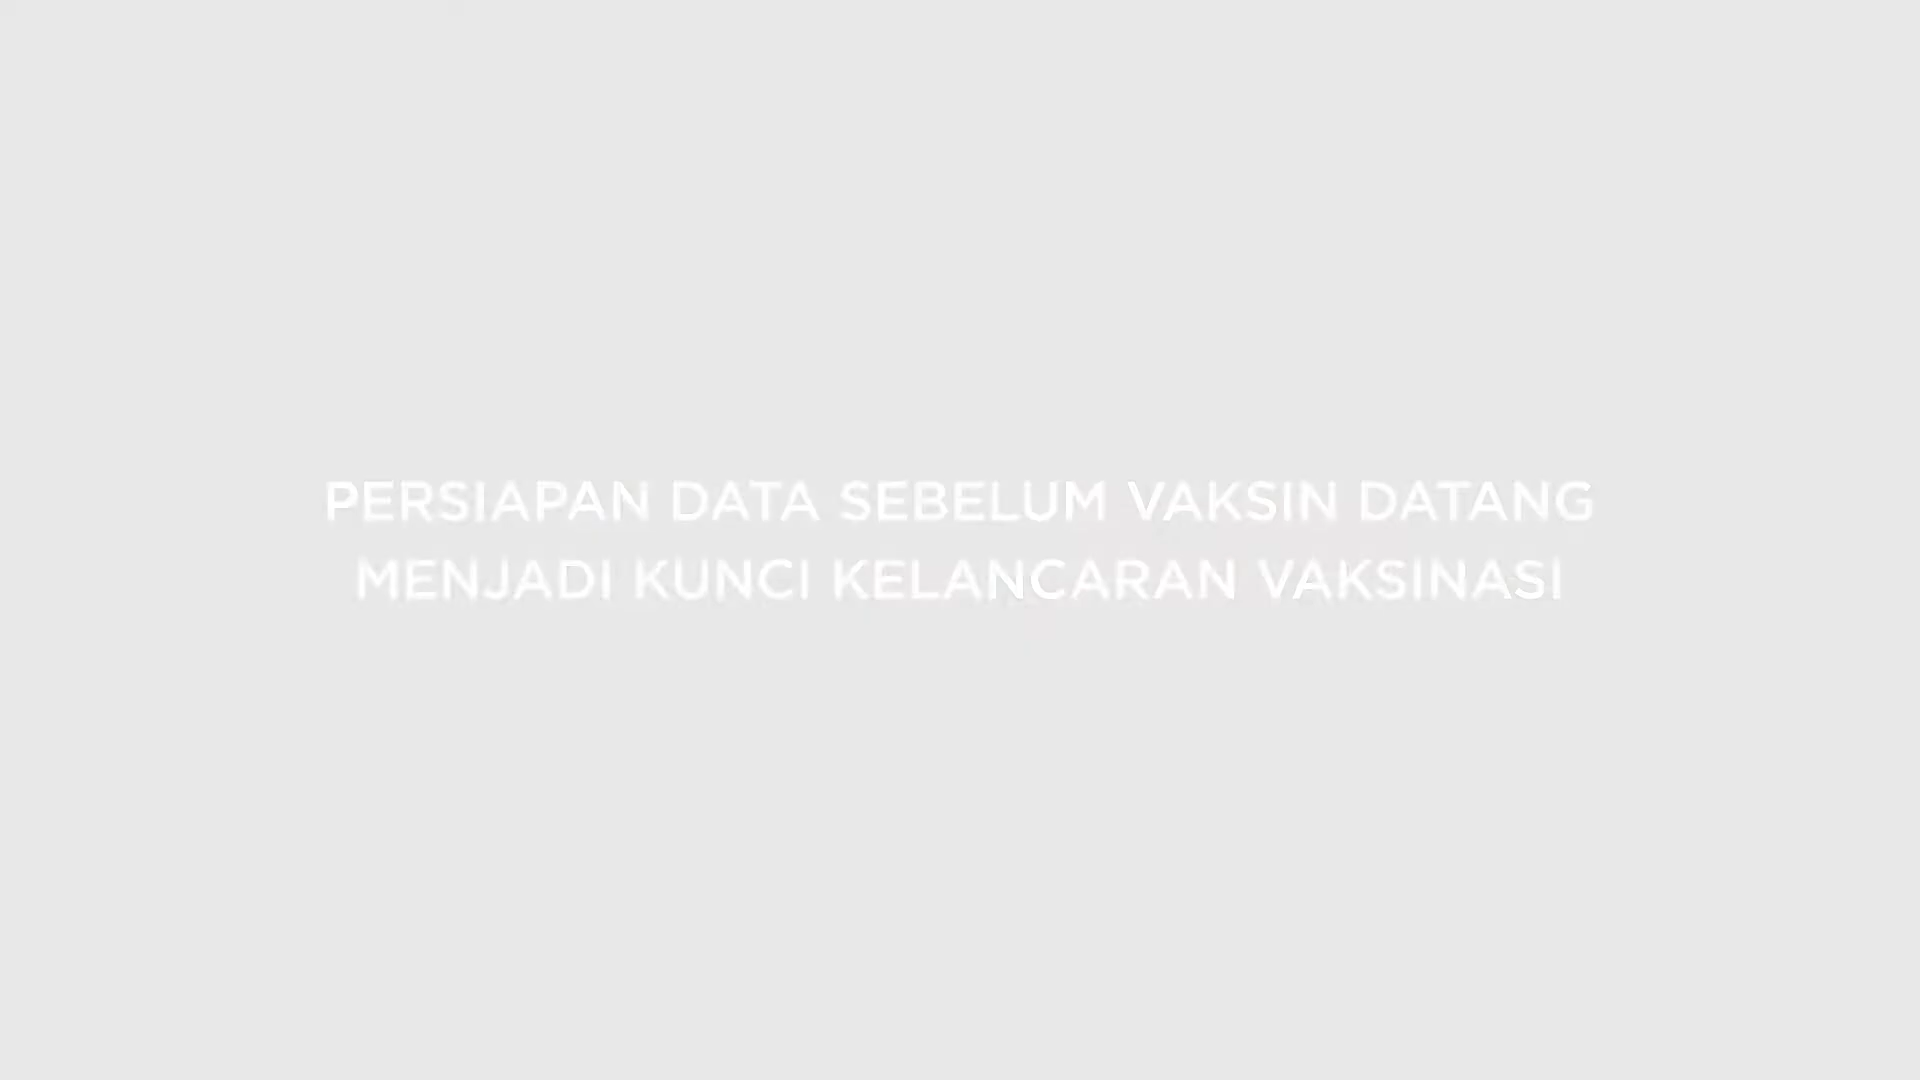 PERSIAPAN DATA SEBELUM VAKSIN DATANG
MENJADI KUNCI KELANCARAN VAKSINASI